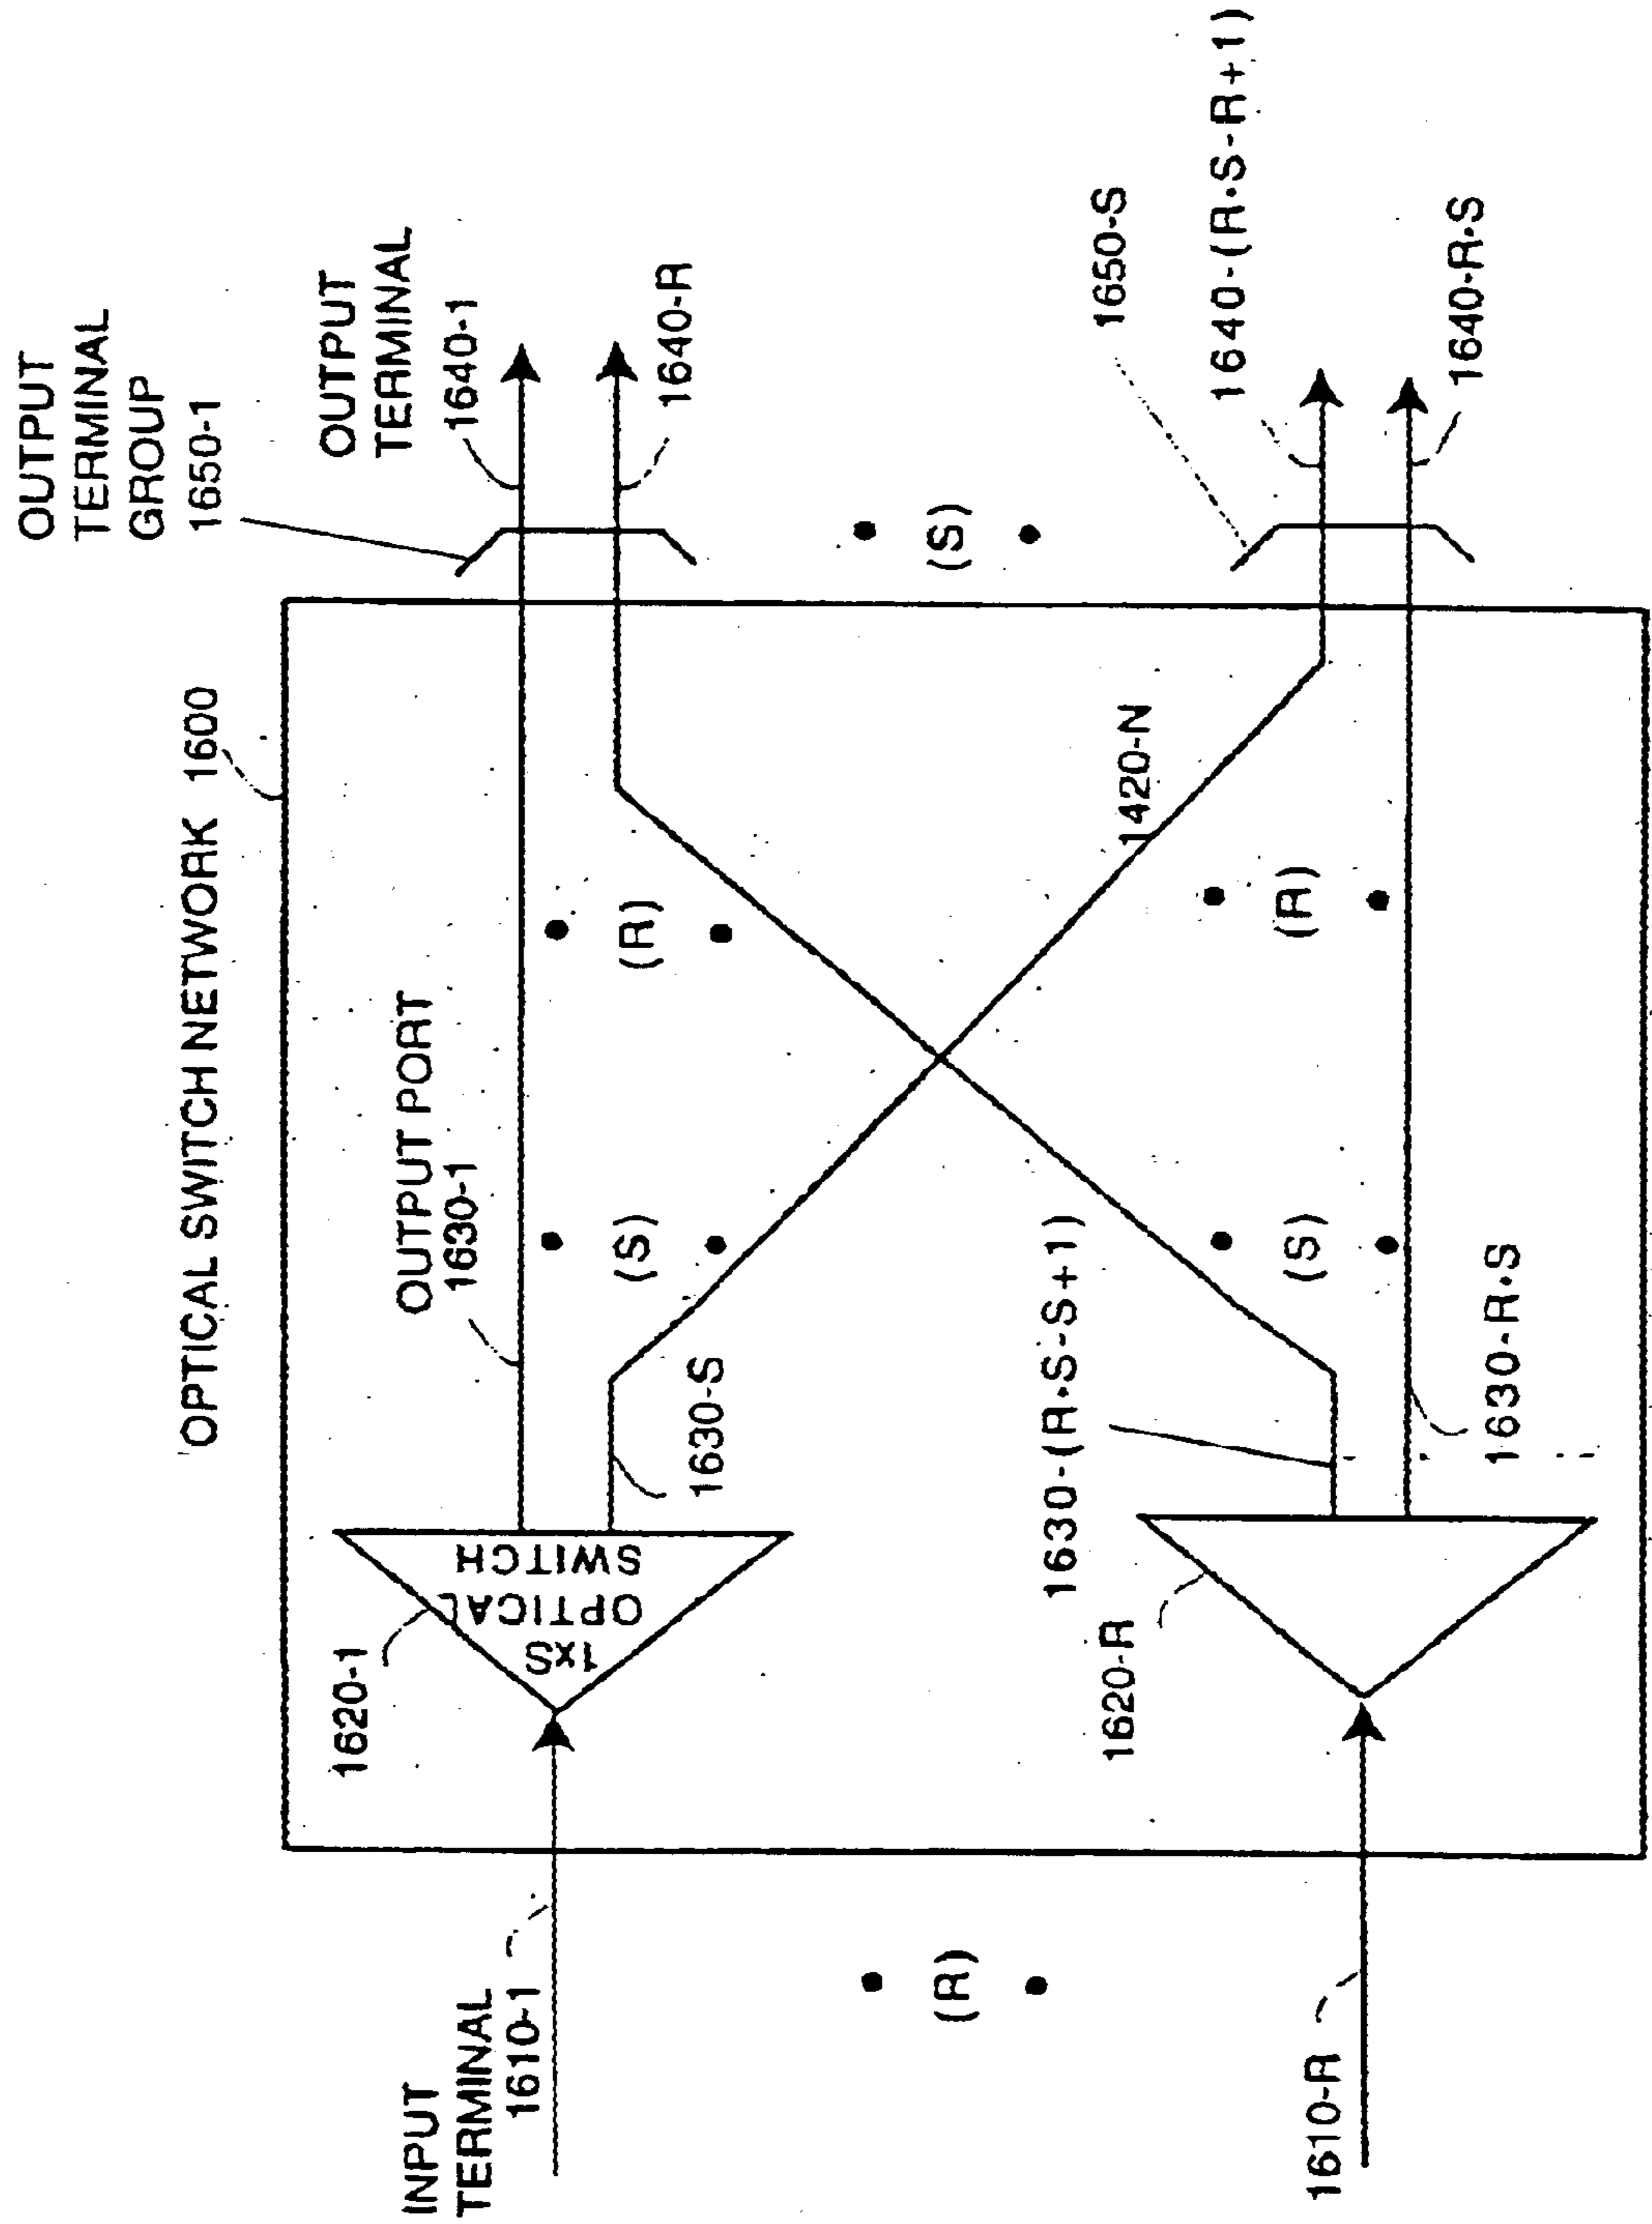 OPTICAL SWITCH NETWORK 1600
OUTPUT
TERMINAL
GROUP
1650-1
OUTPUT
TERMINAL
1640-1
1640-R
INPUT
TERMINAL
1610-1
1620-1
1xS
OPTICAL
SWITCH
OUTPUT PORT
1630-1
1630-S
(S)
(R)
(R)
(S)
1420-N
1650-S
1640-(R•S-R+1)
1640-R•S
1610-R
1620-R
1630-(R•S-S+1)
(S)
(R)
1630-R•S